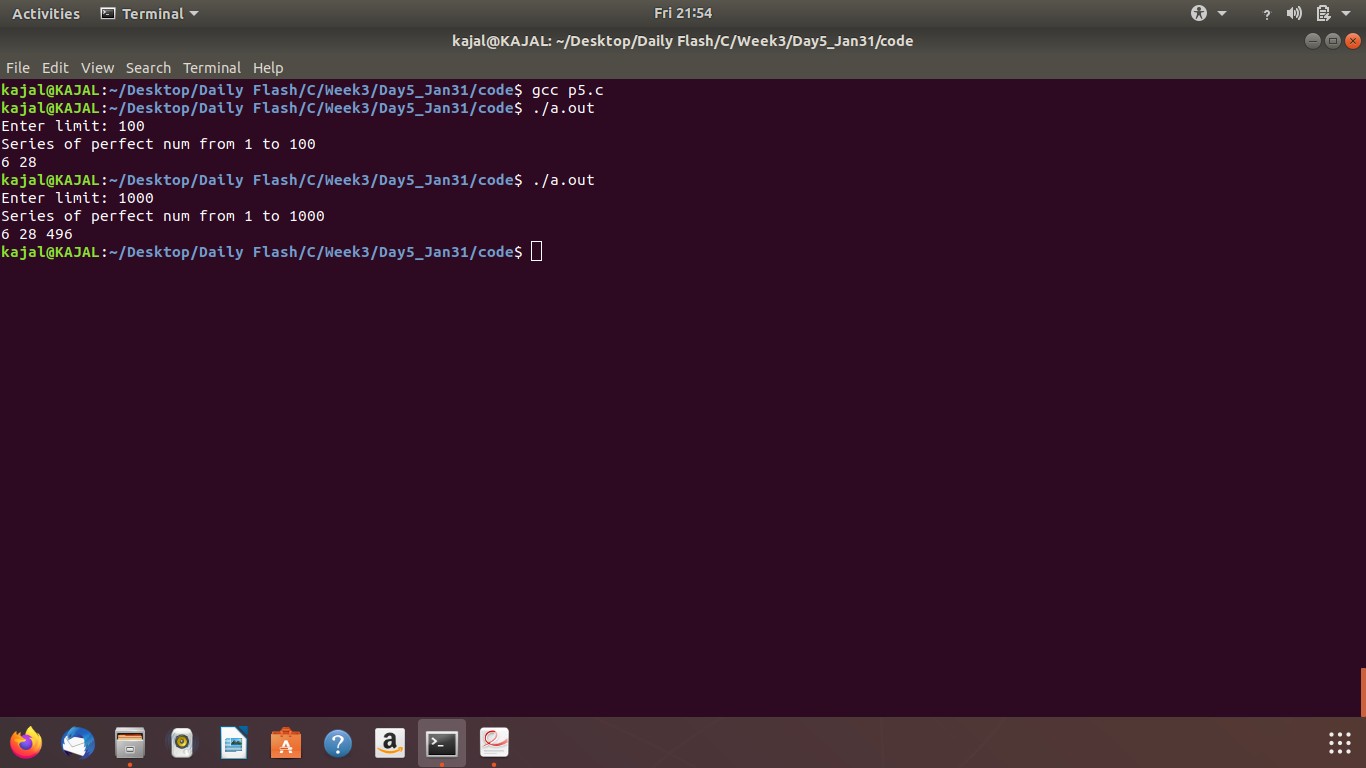 Activities Terminal Fri 21:54 ?
kajal@KAJAL: ~/Desktop/Daily Flash/C/Week3/Day5_Jan31/code
File Edit View Search Terminal Help
kajal@KAJAL:~/Desktop/Daily Flash/C/Week3/Day5_Jan31/code$ gcc p5.c
kajal@KAJAL:~/Desktop/Daily Flash/C/Week3/Day5_Jan31/code$ ./a.out
Enter limit: 100
Series of perfect num from 1 to 100
6 28
kajal@KAJAL:~/Desktop/Daily Flash/C/Week3/Day5_Jan31/code$ ./a.out
Enter limit: 1000
Series of perfect num from 1 to 1000
6 28 496
kajal@KAJAL:~/Desktop/Daily Flash/C/Week3/Day5_Jan31/code$
A ? a >_